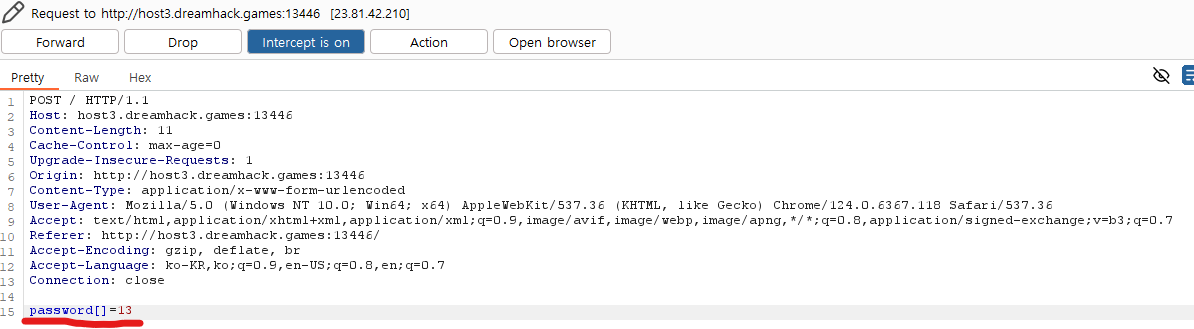 Request to http://host3.dreamhack.games:13446 [23.81.42.210]
Forward Drop Intercept is on Action Open browser
Pretty Raw Hex
1 POST / HTTP/1.1
2 Host: host3.dreamhack.games:13446
3 Content-Length: 11
4 Cache-Control: max-age=0
5 Upgrade-Insecure-Requests: 1
6 Origin: http://host3.dreamhack.games:13446
7 Content-Type: application/x-www-form-urlencoded
8 User-Agent: Mozilla/5.0 (Windows NT 10.0; Win64; x64) AppleWebKit/537.36 (KHTML, like Gecko) Chrome/124.0.6367.118 Safari/537.36
9 Accept: text/html,application/xhtml+xml,application/xml;q=0.9,image/avif,image/webp,image/apng,*/*;q=0.8,application/signed-exchange;v=b3;q=0.7
10 Referer: http://host3.dreamhack.games:13446/
11 Accept-Encoding: gzip, deflate, br
12 Accept-Language: ko-KR,ko;q=0.9,en-US;q=0.8,en;q=0.7
13 Connection: close
14
15 password[]=13